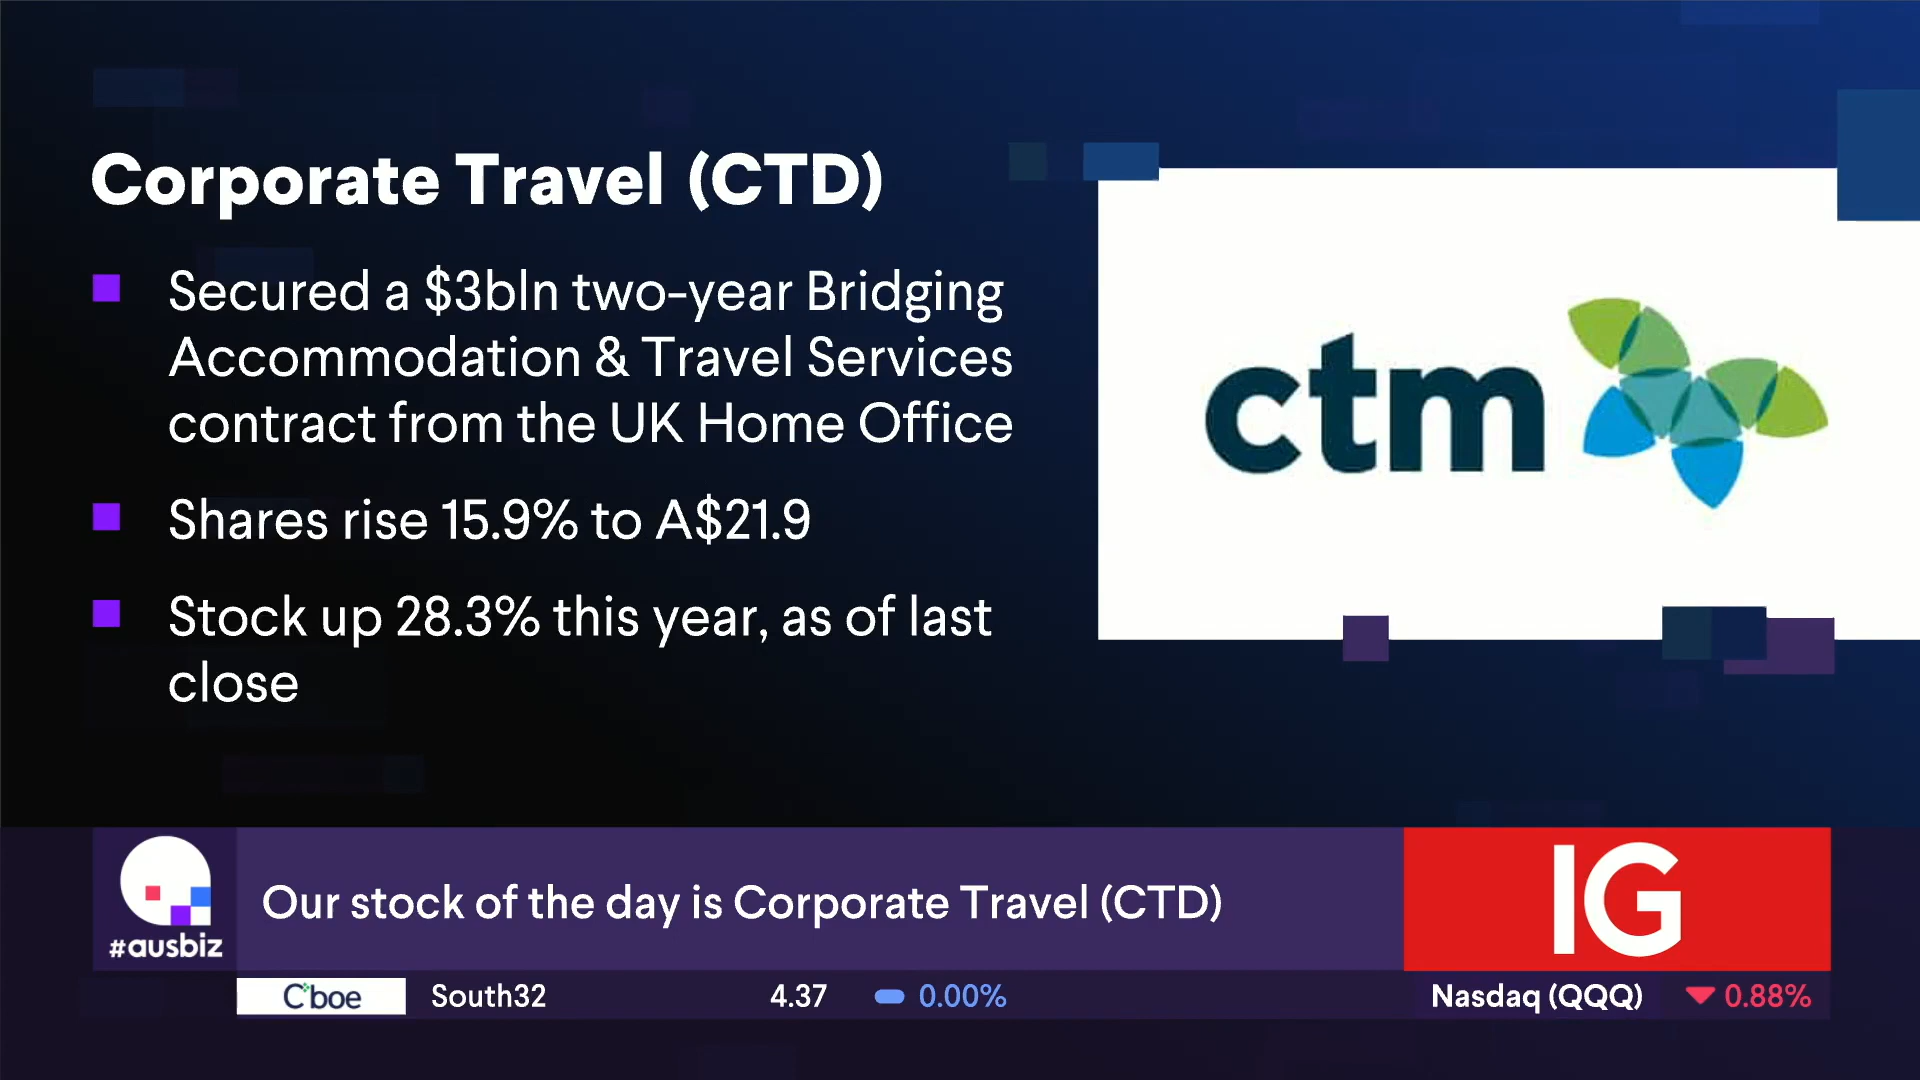 Corporate Travel (CTD)
Secured a $3bln two-year Bridging
Accommodation & Travel Services
contract from the UK Home Office
Shares rise 15.9% to A$21.9
Stock up 28.3% this year, as of last
close
ctm
Our stock of the day is Corporate Travel (CTD)
IG
#ausbiz
Cboe South32 4.37 0.00% Nasdaq (QQQ) 0.88%